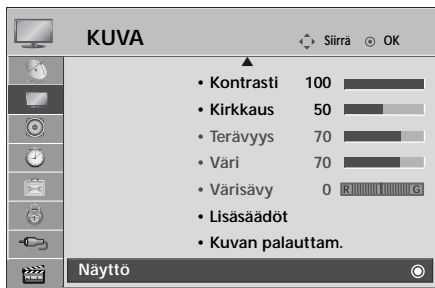 KUVA Siirrä OK
• Kontrasti 100
• Kirkkaus 50
• Terävyys 70
• Väri 70
• Värisävy 0 R G
• Lisäsäädöt
• Kuvan palauttam.
Näyttö